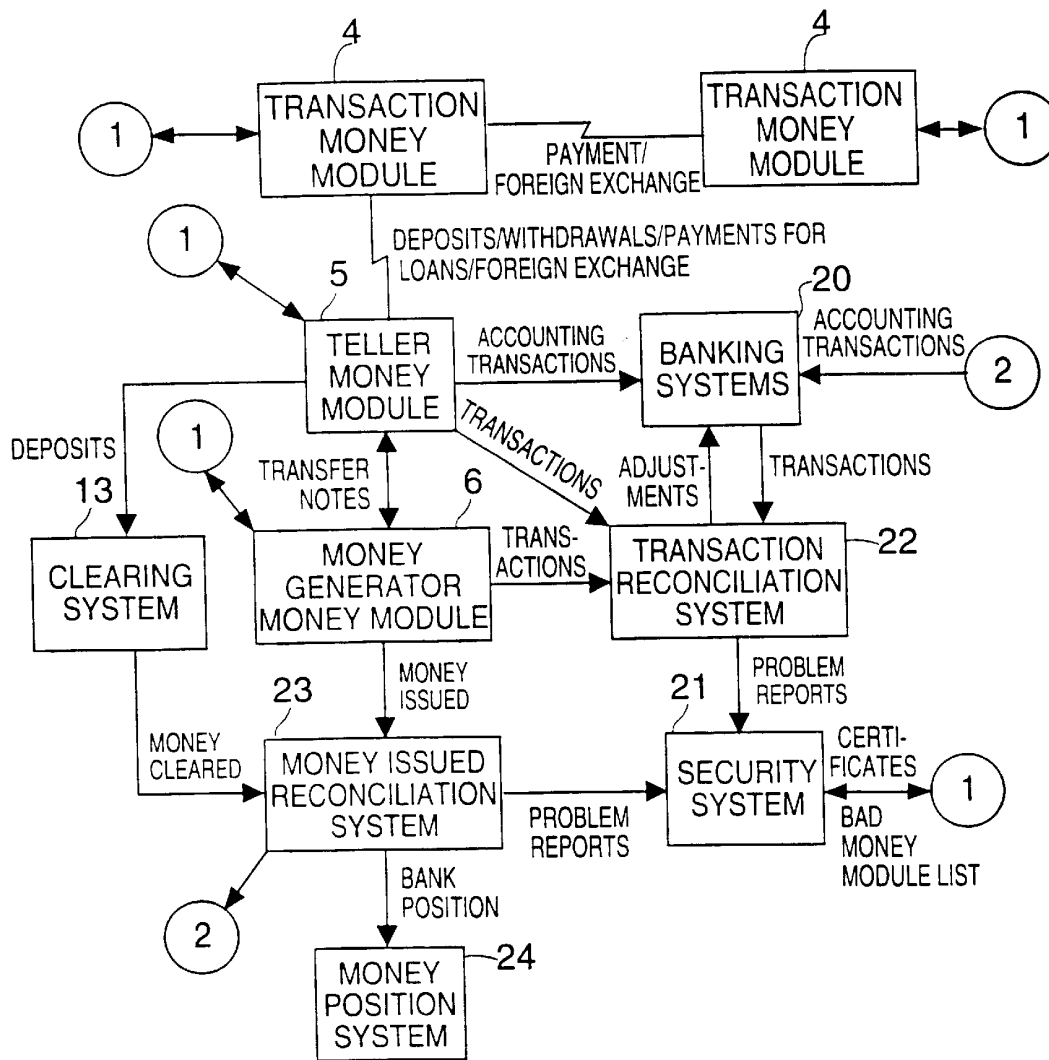 4
4
TRANSACTION
MONEY
MODULE
TRANSACTION
MONEY
MODULE
1
1
PAYMENT/
FOREIGN EXCHANGE
1
DEPOSITS/WITHDRAWALS/PAYMENTS FOR
LOANS/FOREIGN EXCHANGE
5
20
TELLER
MONEY
MODULE
ACCOUNTING
TRANSACTIONS
BANKING
SYSTEMS
ACCOUNTING
TRANSACTIONS
2
DEPOSITS
1
TRANSFER
NOTES
TRANSACTIONS
ADJUST-
MENTS
TRANSACTIONS
13
6
22
CLEARING
SYSTEM
MONEY
GENERATOR
MONEY MODULE
TRANS-
ACTIONS
TRANSACTION
RECONCILIATION
SYSTEM
MONEY
ISSUED
PROBLEM
REPORTS
23
21
MONEY
CLEARED
MONEY ISSUED
RECONCILIATION
SYSTEM
PROBLEM
REPORTS
SECURITY
SYSTEM
CERTI-
FICATES
1
BAD
MONEY
MODULE LIST
2
BANK
POSITION
24
MONEY
POSITION
SYSTEM